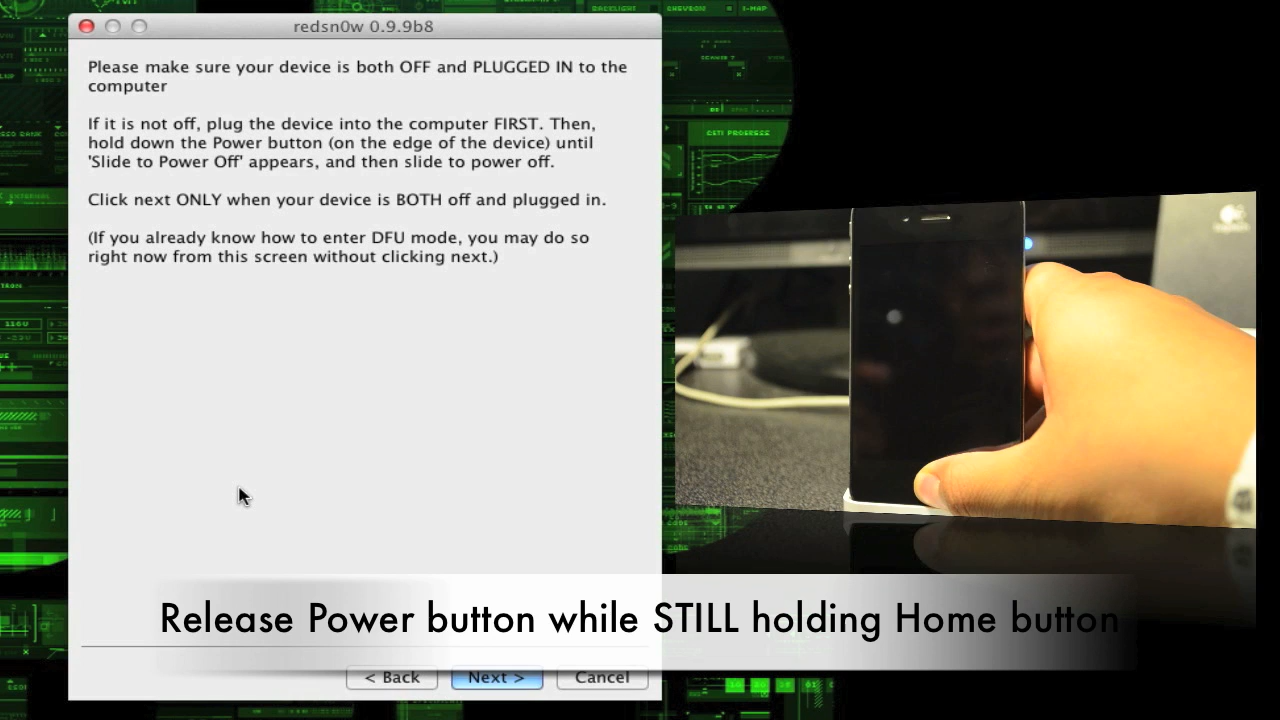 BACKLIGHT
CHEVRON
I-MAP
redsn0w 0.9.9b8
Please make sure your device is both OFF and PLUGGED IN to the
computer
If it is not off, plug the device into the computer FIRST. Then,
hold down the Power button (on the edge of the device) until
'Slide to Power Off' appears, and then slide to power off.
Click next ONLY when your device is BOTH off and plugged in.
(If you already know how to enter DFU mode, you may do so
right now from this screen without clicking next.)
SETI PROGRESS
Release Power button while STILL holding Home button
< Back
Next >
Cancel